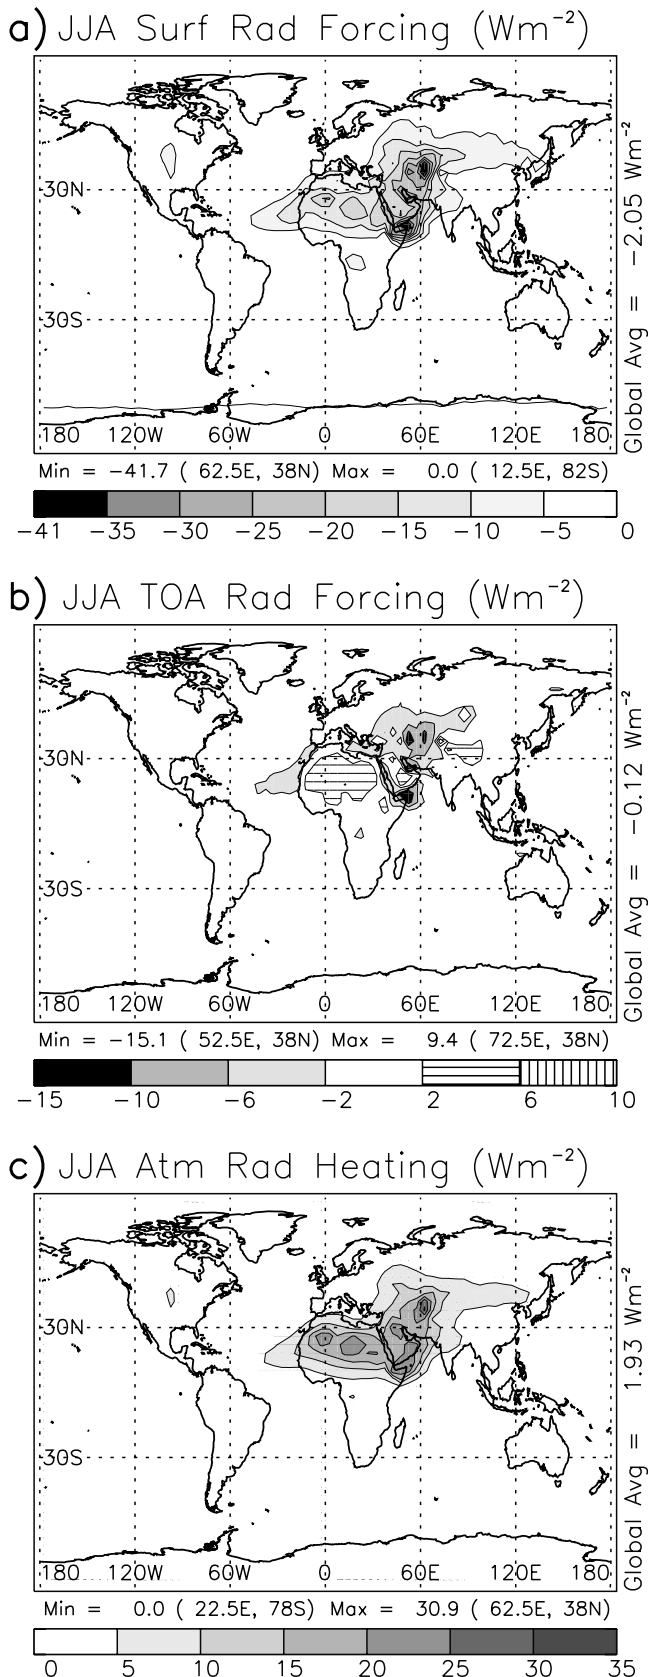 a) JJA Surf Rad Forcing (Wm−2)
30N
30S
180 120W 60W 0 60E 120E 180
Global Avg = −2.05 Wm−2
Min = −41.7 ( 62.5E, 38N) Max = 0.0 ( 12.5E, 82S)
−41 −35 −30 −25 −20 −15 −10 −5 0
b) JJA TOA Rad Forcing (Wm−2)
30N
30S
180 120W 60W 0 60E 120E 180
Global Avg = −0.12 Wm−2
Min = −15.1 ( 52.5E, 38N) Max = 9.4 ( 72.5E, 38N)
−15 −10 −6 −2 2 6 10
c) JJA Atm Rad Heating (Wm−2)
30N
30S
180 120W 60W 0 60E 120E 180
Global Avg = 1.93 Wm−2
Min = 0.0 ( 22.5E, 78S) Max = 30.9 ( 62.5E, 38N)
0 5 10 15 20 25 30 35